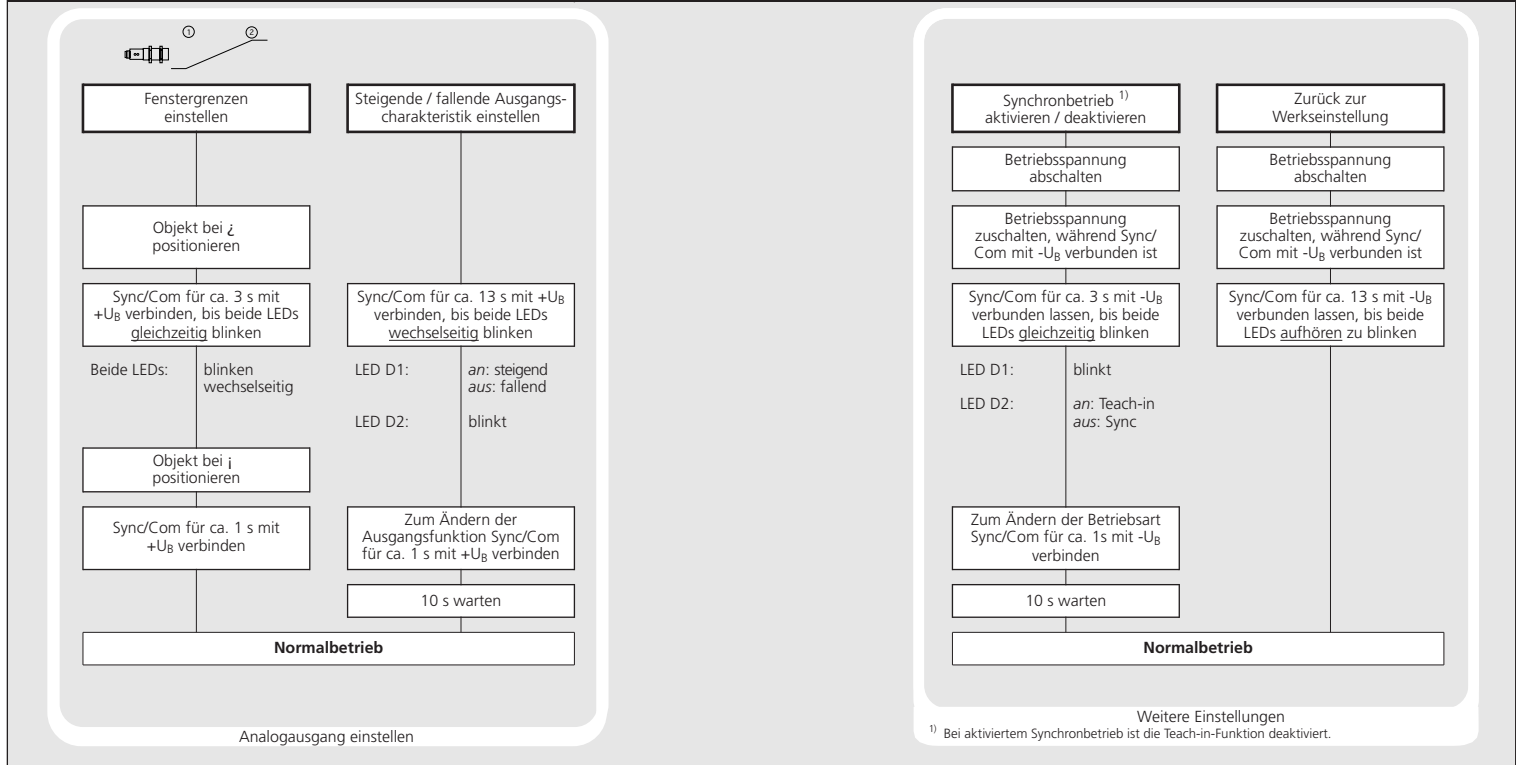 ① ②
Fenstergrenzen
einstellen
Objekt bei ¿
positionieren
Sync/Com für ca. 3 s mit
+UB verbinden, bis beide LEDs
gleichzeitig blinken
Beide LEDs: blinken
wechselseitig
Objekt bei ¡
positionieren
Sync/Com für ca. 1 s mit
+UB verbinden
Steigende / fallende Ausgangs-
charakteristik einstellen
Sync/Com für ca. 13 s mit +UB
verbinden, bis beide LEDs
wechselseitig blinken
LED D1: an: steigend
aus: fallend
LED D2: blinkt
Zum Ändern der
Ausgangsfunktion Sync/Com
für ca. 1 s mit +UB verbinden
10 s warten
Normalbetrieb
Analogausgang einstellen
Synchronbetrieb 1)
aktivieren / deaktivieren
Betriebsspannung
abschalten
Betriebsspannung
zuschalten, während Sync/
Com mit -UB verbunden ist
Sync/Com für ca. 3 s mit -UB
verbunden lassen, bis beide
LEDs gleichzeitig blinken
LED D1: blinkt
LED D2: an: Teach-in
aus: Sync
Zum Ändern der Betriebsart
Sync/Com für ca. 1s mit -UB
verbinden
10 s warten
Zurück zur
Werkseinstellung
Betriebsspannung
abschalten
Betriebsspannung
zuschalten, während Sync/
Com mit -UB verbunden ist
Sync/Com für ca. 13 s mit -UB
verbunden lassen, bis beide
LEDs aufhören zu blinken
Normalbetrieb
Weitere Einstellungen
1) Bei aktiviertem Synchronbetrieb ist die Teach-in-Funktion deaktiviert.